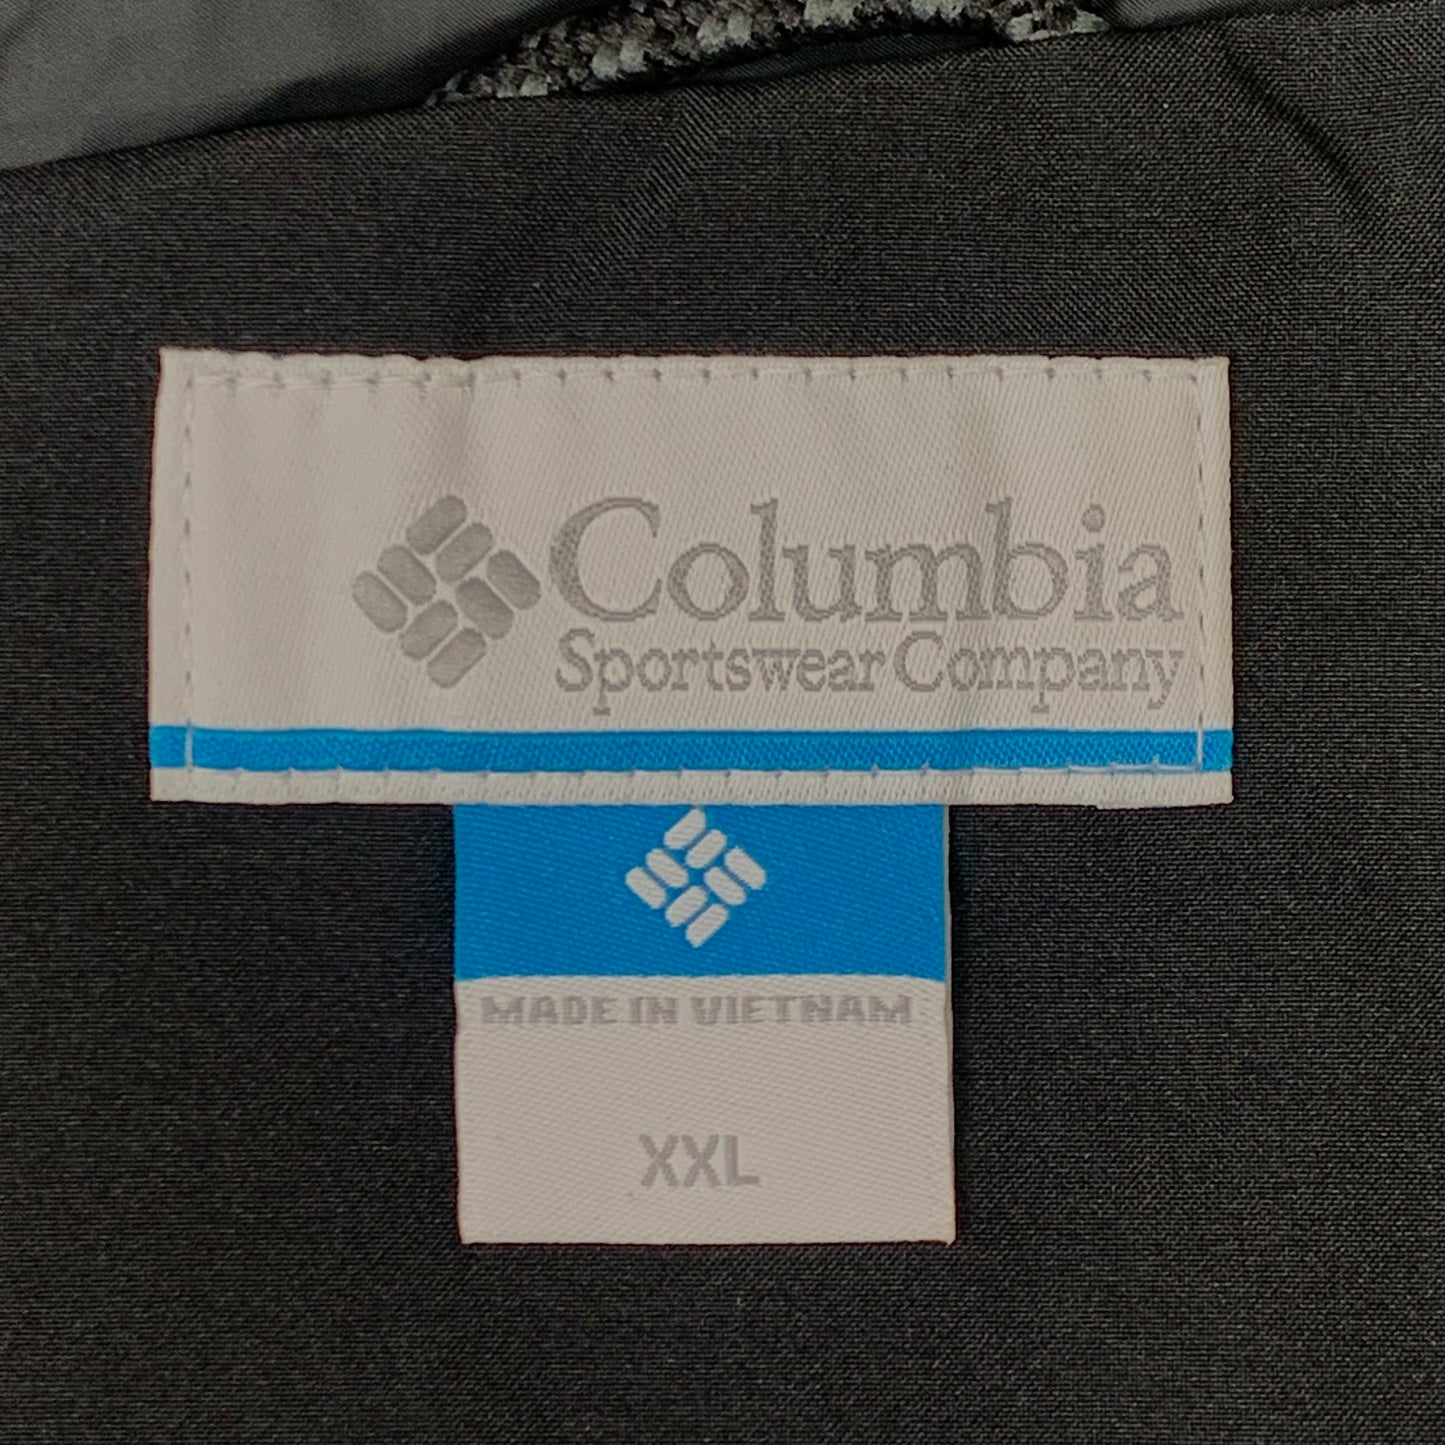 Columbia
Sportswear Company
MADE IN VIETNAM
XXL